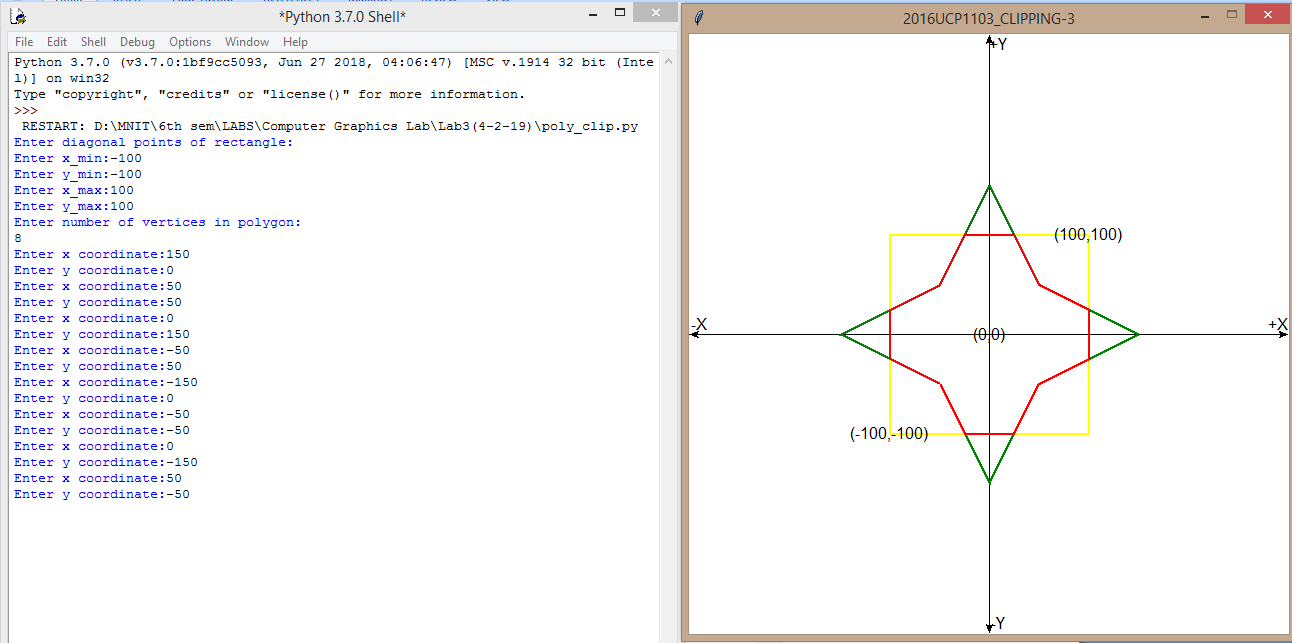 *Python 3.7.0 Shell*
File Edit Shell Debug Options Window Help
Python 3.7.0 (v3.7.0:1bf9cc5093, Jun 27 2018, 04:06:47) [MSC v.1914 32 bit (Inte
l)] on win32
Type "copyright", "credits" or "license()" for more information.
>>>
RESTART: D:\MNIT\6th sem\LABS\Computer Graphics Lab\Lab3(4-2-19)\poly_clip.py
Enter diagonal points of rectangle:
Enter x_min:-100
Enter y_min:-100
Enter x_max:100
Enter y_max:100
Enter number of vertices in polygon:
8
Enter x coordinate:150
Enter y coordinate:0
Enter x coordinate:50
Enter y coordinate:50
Enter x coordinate:0
Enter y coordinate:150
Enter x coordinate:-50
Enter y coordinate:50
Enter x coordinate:-150
Enter y coordinate:0
Enter x coordinate:-50
Enter y coordinate:-50
Enter x coordinate:0
Enter y coordinate:-150
Enter x coordinate:50
Enter y coordinate:-50
2016UCP1103_CLIPPING-3
+Y
(100,100)
-X
+X
(0,0)
(-100,-100)
-Y